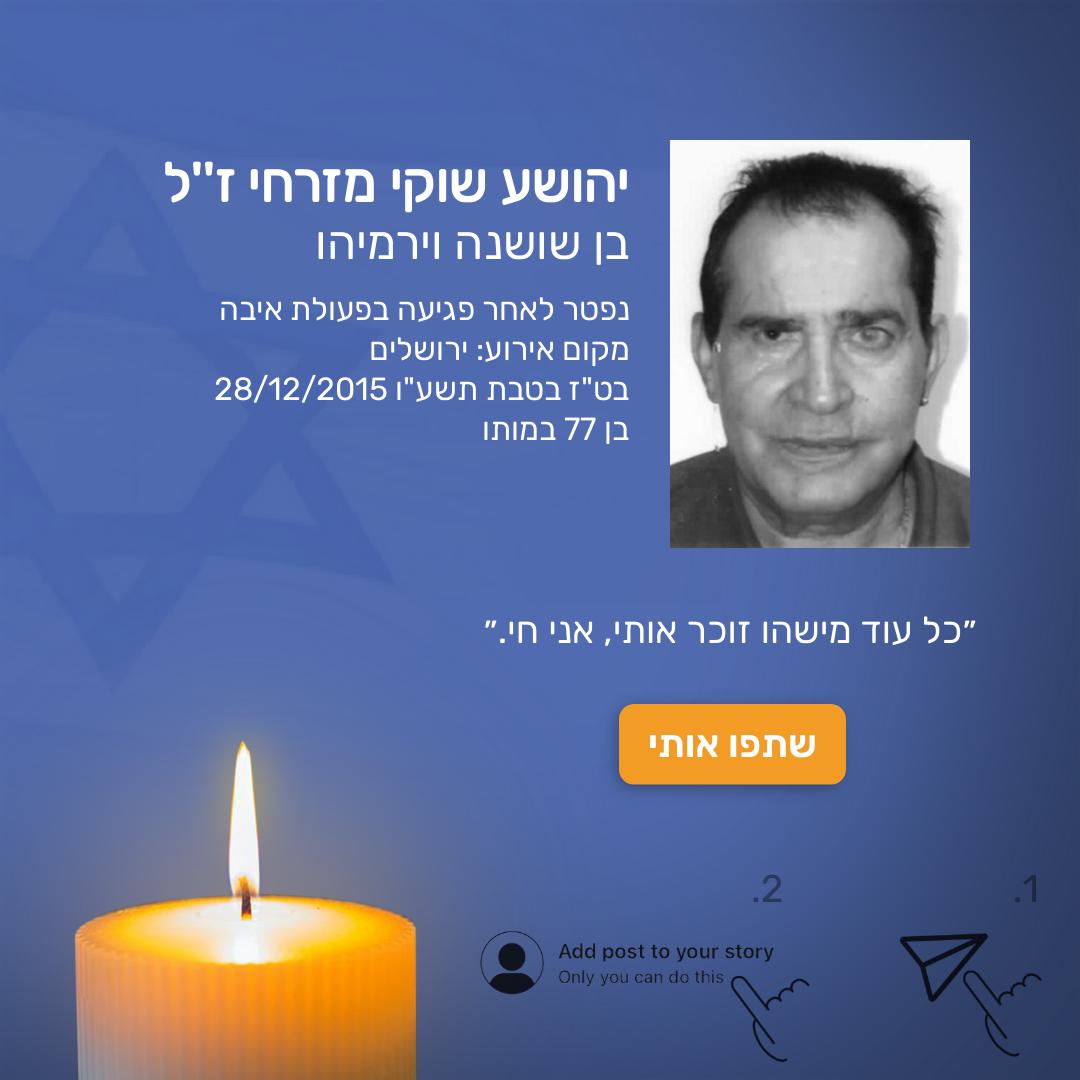 יהושע שוקי מזרחי ז"ל
בן שושנה וירמיהו
נפטר לאחר פגיעה בפעולת איבה
מקום אירוע: ירושלים
בט"ז בטבת תשע"ו 28/12/2015
בן 77 במותו
״כל עוד מישהו זוכר אותי, אני חי.״
שתפו אותי
1.
2.
Add post to your story
Only you can do this